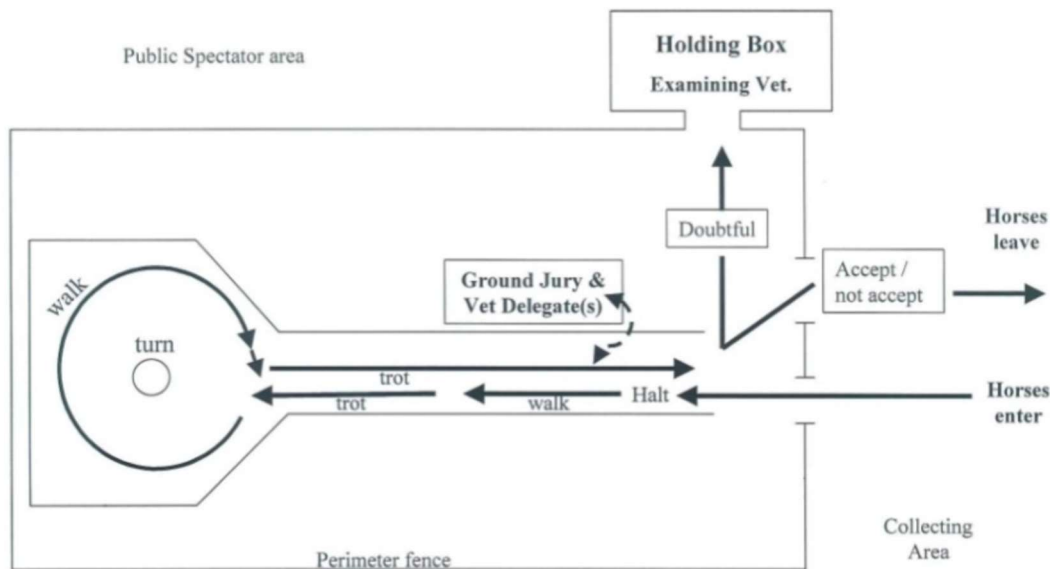 Public Spectator area
Holding Box
Examining Vet.
Doubtful
Horses
leave
Accept /
not accept
Ground Jury &
Vet Delegate(s)
walk
turn
trot
trot
walk
Halt
Horses
enter
Collecting
Area
Perimeter fence